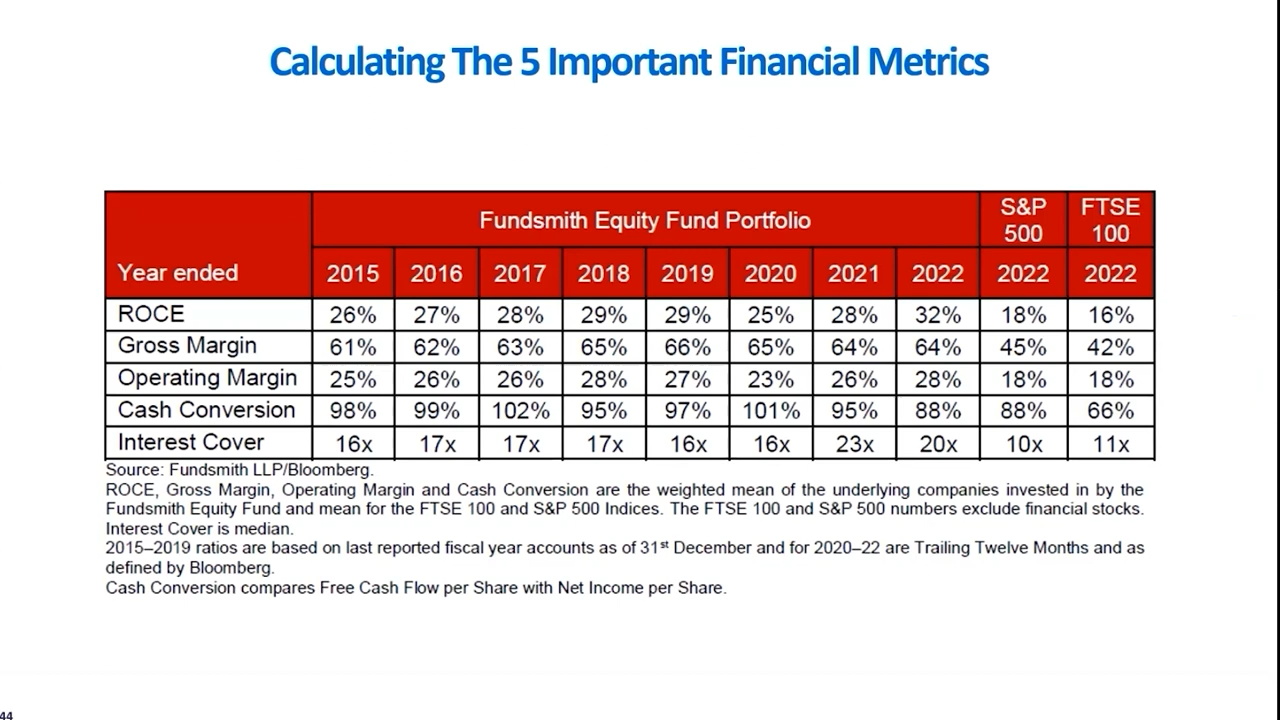 Calculating The 5 Important Financial Metrics
Fundsmith Equity Fund Portfolio S&P 500 FTSE 100
Year ended 2015 2016 2017 2018 2019 2020 2021 2022 2022 2022
ROCE 26% 27% 28% 29% 29% 25% 28% 32% 18% 16%
Gross Margin 61% 62% 63% 65% 66% 65% 64% 64% 45% 42%
Operating Margin 25% 26% 26% 28% 27% 23% 26% 28% 18% 18%
Cash Conversion 98% 99% 102% 95% 97% 101% 95% 88% 88% 66%
Interest Cover 16x 17x 17x 17x 16x 16x 23x 20x 10x 11x
Source: Fundsmith LLP/Bloomberg.
ROCE, Gross Margin, Operating Margin and Cash Conversion are the weighted mean of the underlying companies invested in by the
Fundsmith Equity Fund and mean for the FTSE 100 and S&P 500 Indices. The FTSE 100 and S&P 500 numbers exclude financial stocks.
Interest Cover is median.
2015–2019 ratios are based on last reported fiscal year accounts as of 31st December and for 2020–22 are Trailing Twelve Months and as
defined by Bloomberg.
Cash Conversion compares Free Cash Flow per Share with Net Income per Share.
44